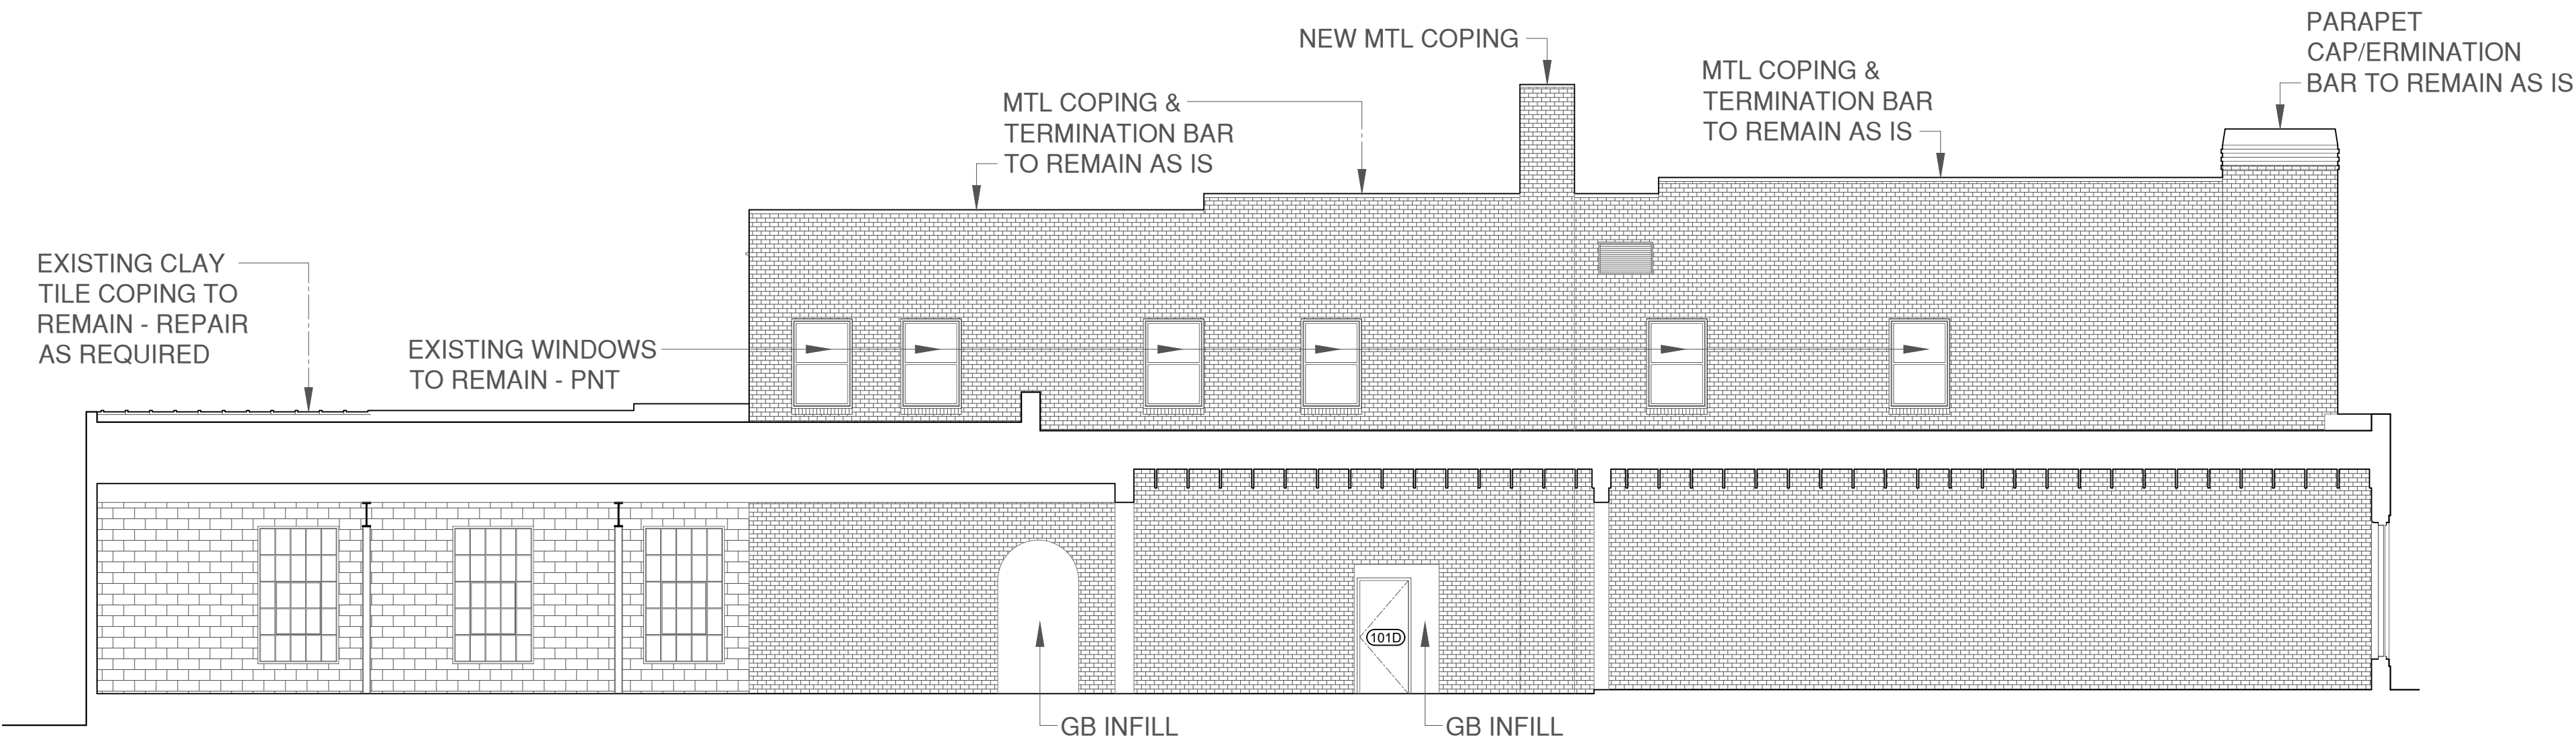 PARAPET
CAP/ERMINATION
BAR TO REMAIN AS IS
NEW MTL COPING
MTL COPING &
TERMINATION BAR
TO REMAIN AS IS
MTL COPING &
TERMINATION BAR
TO REMAIN AS IS
EXISTING CLAY
TILE COPING TO
REMAIN - REPAIR
AS REQUIRED
EXISTING WINDOWS
TO REMAIN - PNT
101D
GB INFILL
GB INFILL